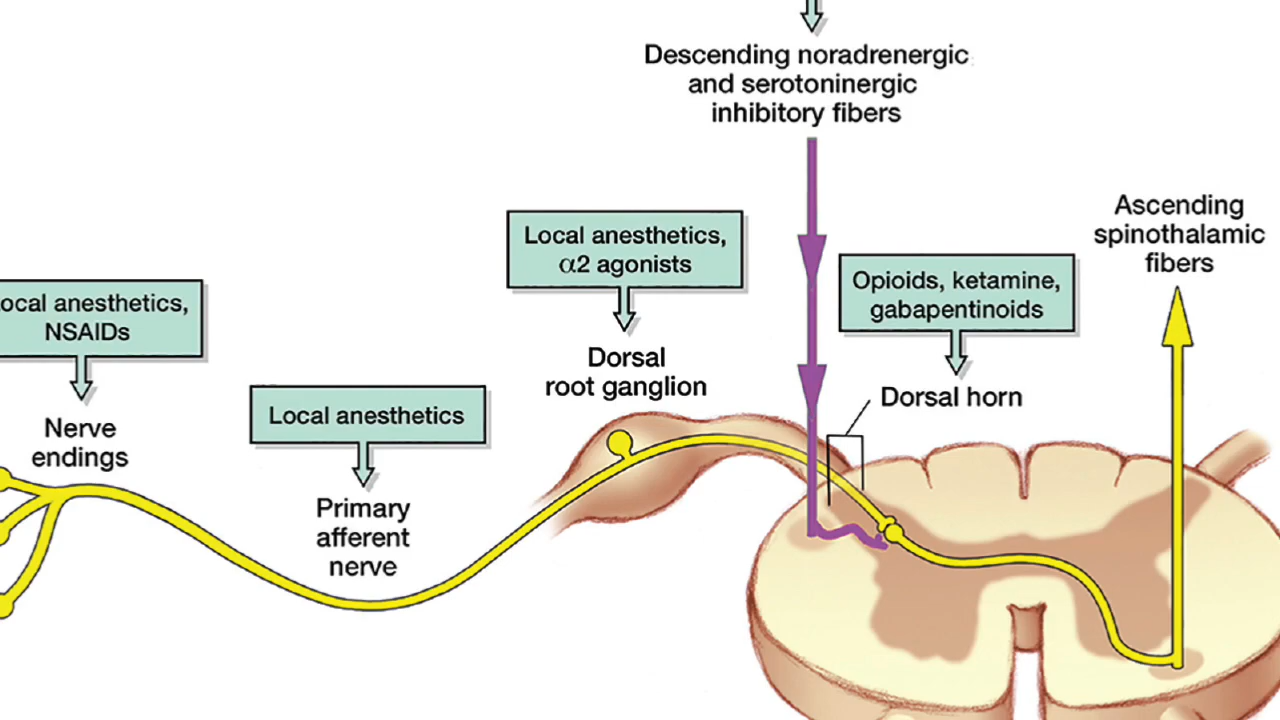 Descending noradrenergic
and serotoninergic
inhibitory fibers
Ascending
spinothalamic
fibers
Local anesthetics,
α2 agonists
Opioids, ketamine,
gabapentinoids
ocal anesthetics,
NSAIDs
Dorsal
root ganglion
Dorsal horn
Local anesthetics
Nerve
endings
Primary
afferent
nerve